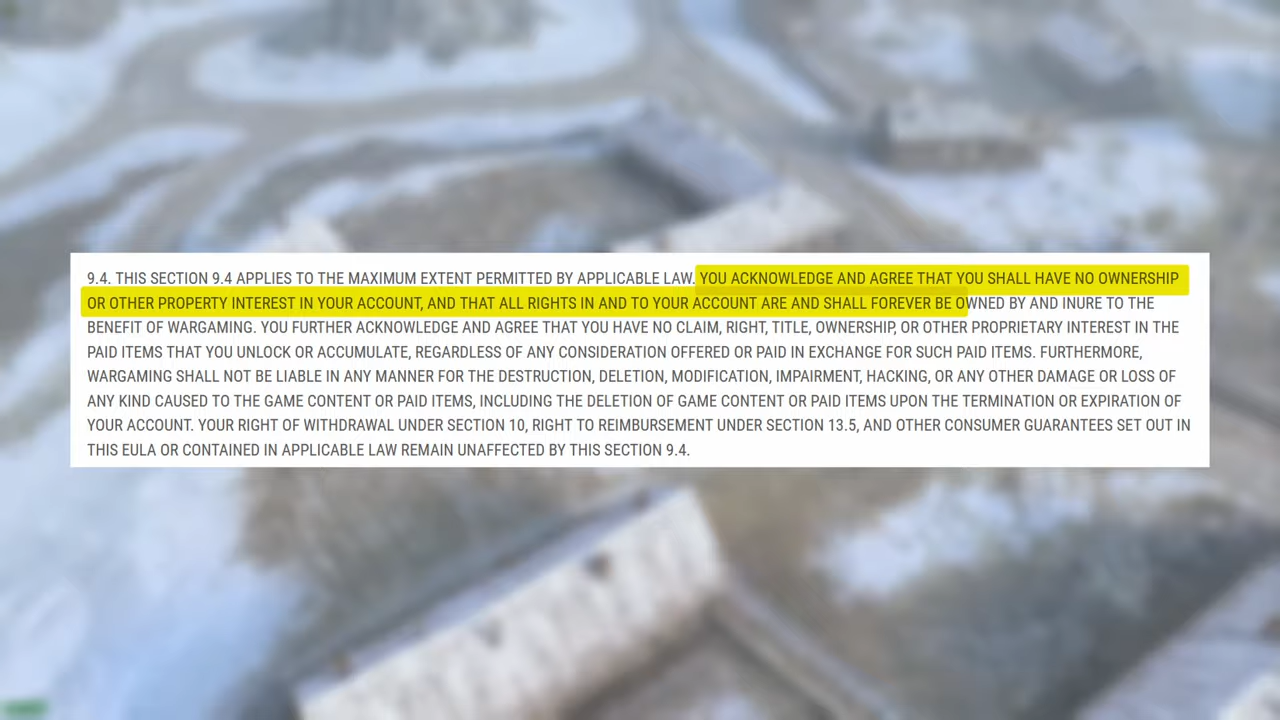 9.4. THIS SECTION 9.4 APPLIES TO THE MAXIMUM EXTENT PERMITTED BY APPLICABLE LAW. YOU ACKNOWLEDGE AND AGREE THAT YOU SHALL HAVE NO OWNERSHIP
OR OTHER PROPERTY INTEREST IN YOUR ACCOUNT, AND THAT ALL RIGHTS IN AND TO YOUR ACCOUNT ARE AND SHALL FOREVER BE OWNED BY AND INURE TO THE
BENEFIT OF WARGAMING. YOU FURTHER ACKNOWLEDGE AND AGREE THAT YOU HAVE NO CLAIM, RIGHT, TITLE, OWNERSHIP, OR OTHER PROPRIETARY INTEREST IN THE
PAID ITEMS THAT YOU UNLOCK OR ACCUMULATE, REGARDLESS OF ANY CONSIDERATION OFFERED OR PAID IN EXCHANGE FOR SUCH PAID ITEMS. FURTHERMORE,
WARGAMING SHALL NOT BE LIABLE IN ANY MANNER FOR THE DESTRUCTION, DELETION, MODIFICATION, IMPAIRMENT, HACKING, OR ANY OTHER DAMAGE OR LOSS OF
ANY KIND CAUSED TO THE GAME CONTENT OR PAID ITEMS, INCLUDING THE DELETION OF GAME CONTENT OR PAID ITEMS UPON THE TERMINATION OR EXPIRATION OF
YOUR ACCOUNT. YOUR RIGHT OF WITHDRAWAL UNDER SECTION 10, RIGHT TO REIMBURSEMENT UNDER SECTION 13.5, AND OTHER CONSUMER GUARANTEES SET OUT IN
THIS EULA OR CONTAINED IN APPLICABLE LAW REMAIN UNAFFECTED BY THIS SECTION 9.4.